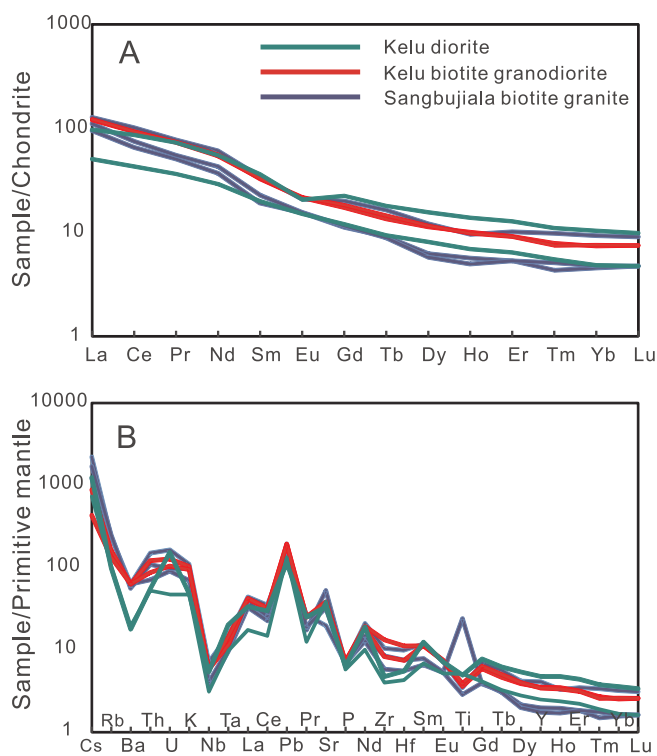 Sample/Chondrite
1000
100
10
1
A
Kelu diorite
Kelu biotite granodiorite
Sangbujiala biotite granite
La Ce Pr Nd Sm Eu Gd Tb Dy Ho Er Tm Yb Lu
Sample/Primitive mantle
10000
1000
100
10
1
B
Rb Th K Ta Ce Pr P Zr Sm Ti Tb Y Er Yb
Cs Ba U Nb La Pb Sr Nd Hf Eu Gd Dy Ho Tm Lu